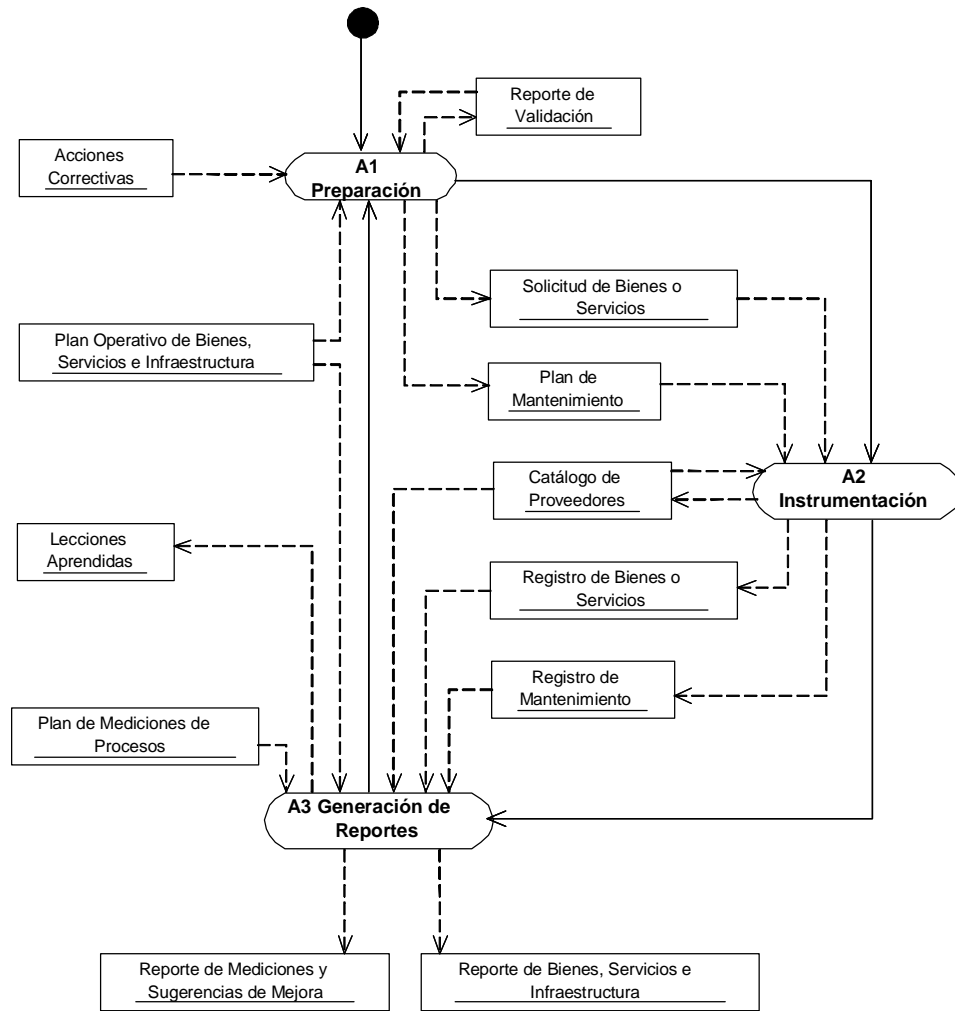 Reporte de
Validación
Acciones
Correctivas
A1
Preparación
Solicitud de Bienes o
Servicios
Plan Operativo de Bienes,
Servicios e Infraestructura
Plan de
Mantenimiento
Catálogo de
Proveedores
A2
Instrumentación
Lecciones
Aprendidas
Registro de Bienes o
Servicios
Registro de
Mantenimiento
Plan de Mediciones de
Procesos
A3 Generación de
Reportes
Reporte de Mediciones y
Sugerencias de Mejora
Reporte de Bienes, Servicios e
Infraestructura